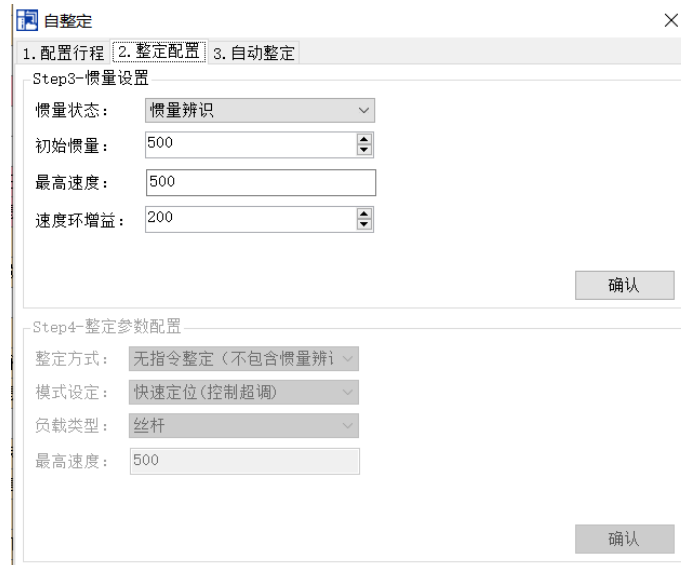 自整定
1.配置行程 2.整定配置 3.自动整定
Step3-惯量设置
惯量状态： 惯量辨识
初始惯量： 500
最高速度： 500
速度环增益： 200
确认
Step4-整定参数配置
整定方式： 无指令整定（不包含惯量辨
模式设定： 快速定位(控制超调)
负载类型： 丝杆
最高速度： 500
确认